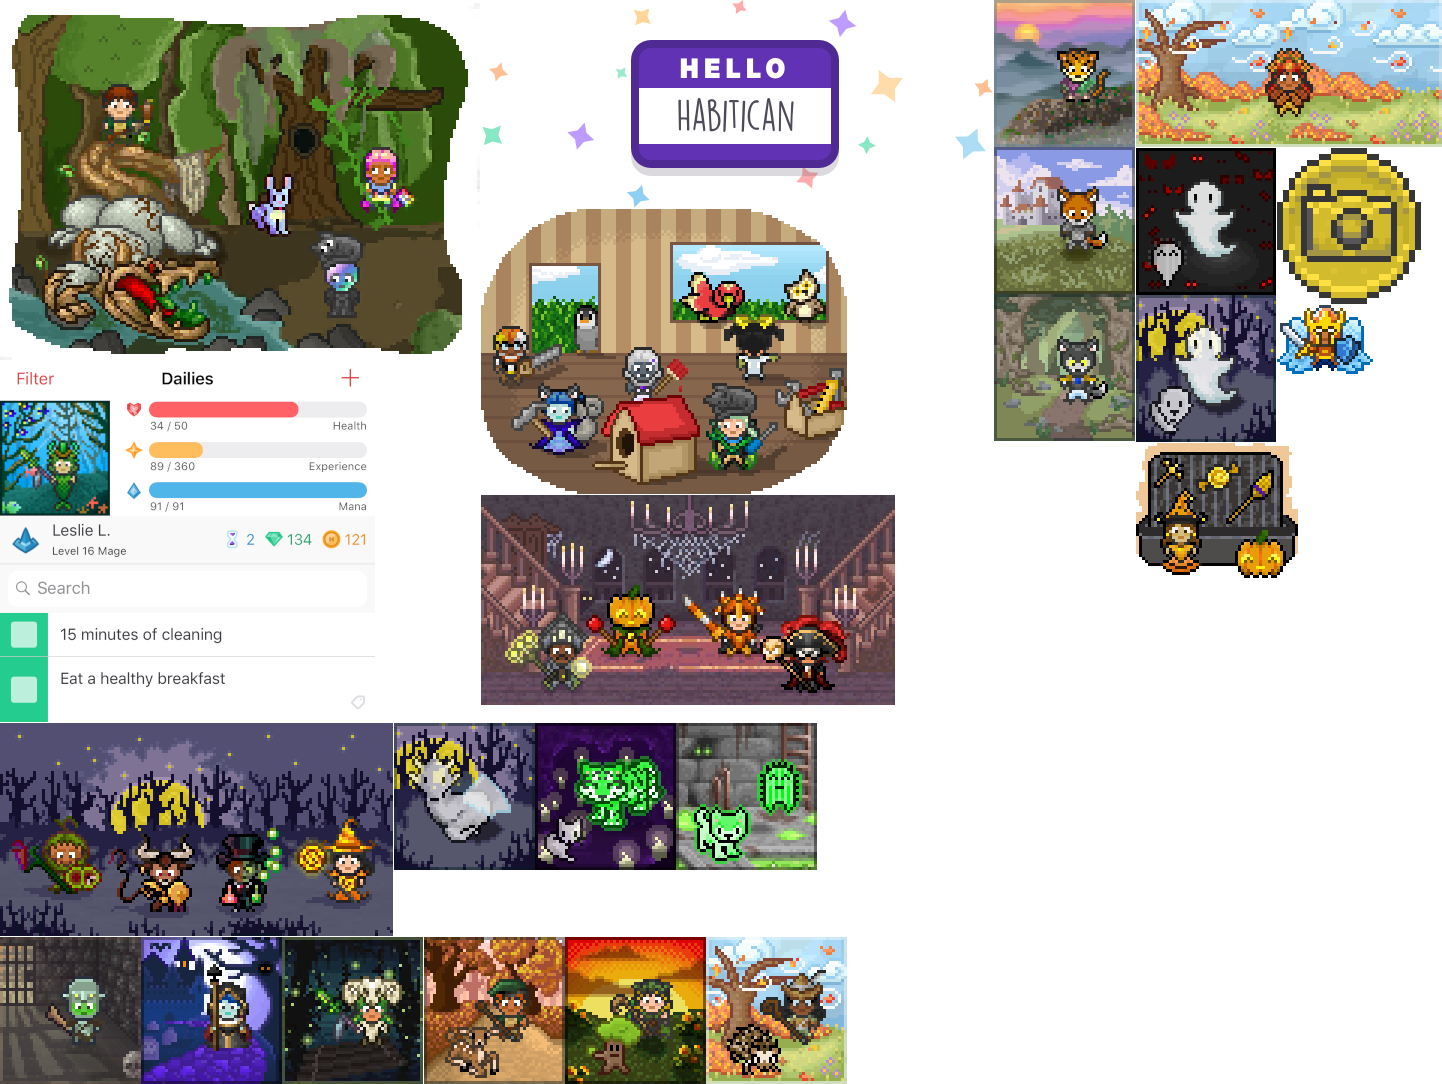 HELLO
HABITICAN
Filter
Dailies
34 / 50
Health
89 / 360
Experience
91 / 91
Mana
Leslie L.
Level 16 Mage
2
134
121
Search
15 minutes of cleaning
Eat a healthy breakfast